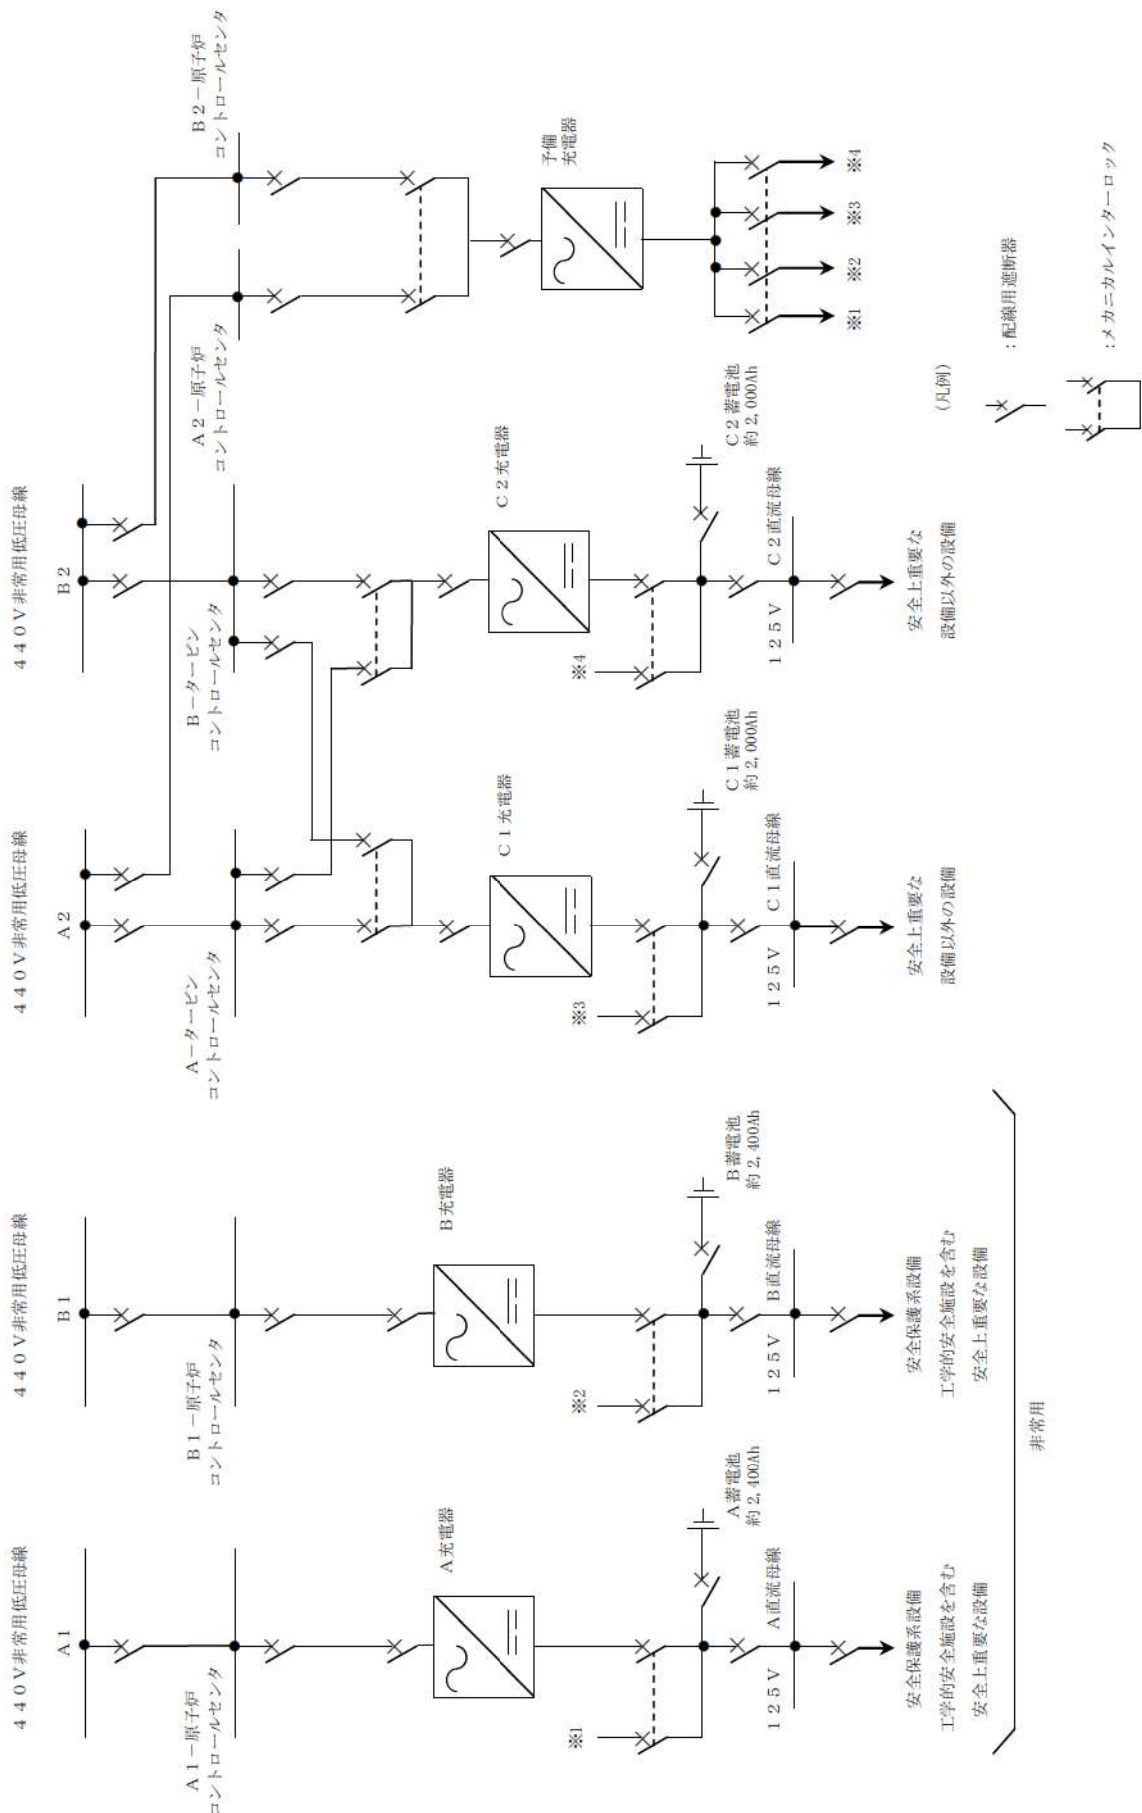 440V非常用低圧母線
A1
440V非常用低圧母線
B1
440V非常用低圧母線
A2
440V非常用低圧母線
B2
A1－原子炉
コントロールセンタ
B1－原子炉
コントロールセンタ
A－タービン
コントロールセンタ
B－タービン
コントロールセンタ
A2－原子炉
コントロールセンタ
B2－原子炉
コントロールセンタ
A充電器
B充電器
C1充電器
C2充電器
予備
充電器
※1
※2
※3
※4
※1
※2
※3
※4
A蓄電池
約2,400Ah
B蓄電池
約2,400Ah
C1蓄電池
約2,000Ah
C2蓄電池
約2,000Ah
125V A直流母線
125V B直流母線
125V C1直流母線
125V C2直流母線
安全保護系設備
工学的安全施設を含む
安全上重要な設備
安全保護系設備
工学的安全施設を含む
安全上重要な設備
安全上重要な
設備以外の設備
安全上重要な
設備以外の設備
非常用
(凡例)
：配線用遮断器
：メカニカルインターロック